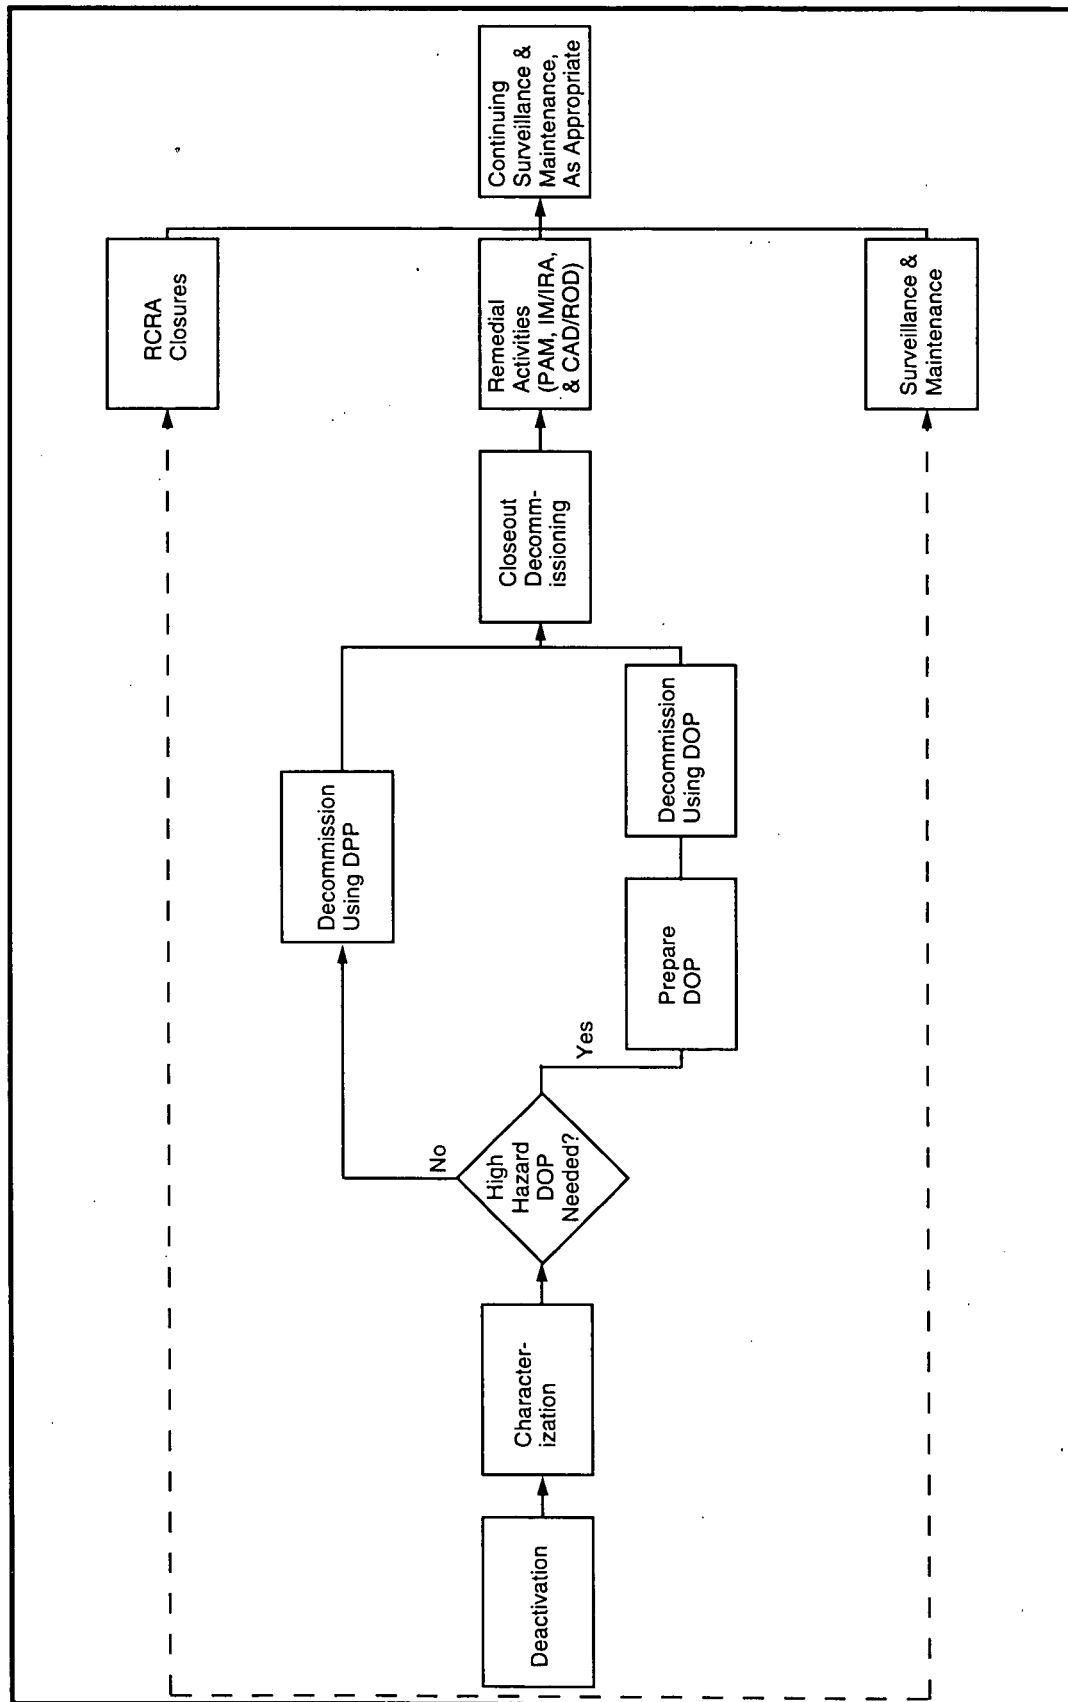 Deactivation
Character-
ization
High
Hazard
DOP
Needed?
No
Yes
Decommission
Using DPP
Prepare
DOP
Decommission
Using DOP
Closeout
Decomm-
issioning
RCRA
Closures
Remedial
Activities
(PAM, IM/IRA,
& CAD/ROD)
Surveillance &
Maintenance
Continuing
Surveillance &
Maintenance,
As Appropriate